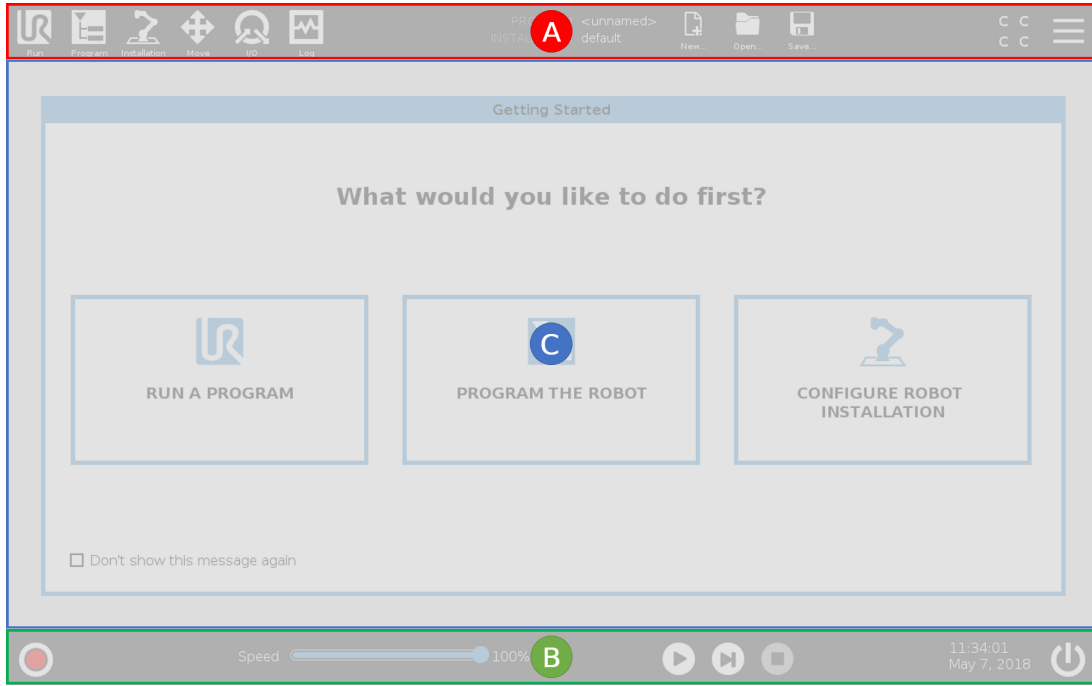 Run Program Installation Move I/O Log
A
<unnamed>
default
New... Open... Save...
C C
C C
Getting Started
What would you like to do first?
C
RUN A PROGRAM
PROGRAM THE ROBOT
CONFIGURE ROBOT
INSTALLATION
Don't show this message again
Speed 100% B
11:34:01
May 7, 2018